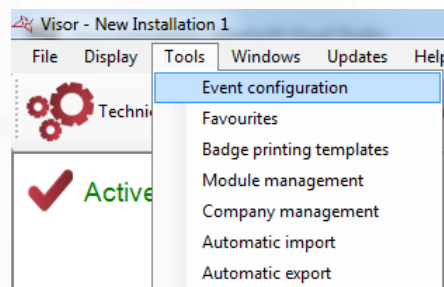 Visor - New Installation 1
File Display Tools Windows Updates Help
Event configuration
Favourites
Badge printing templates
Module management
Company management
Automatic import
Automatic export
Active